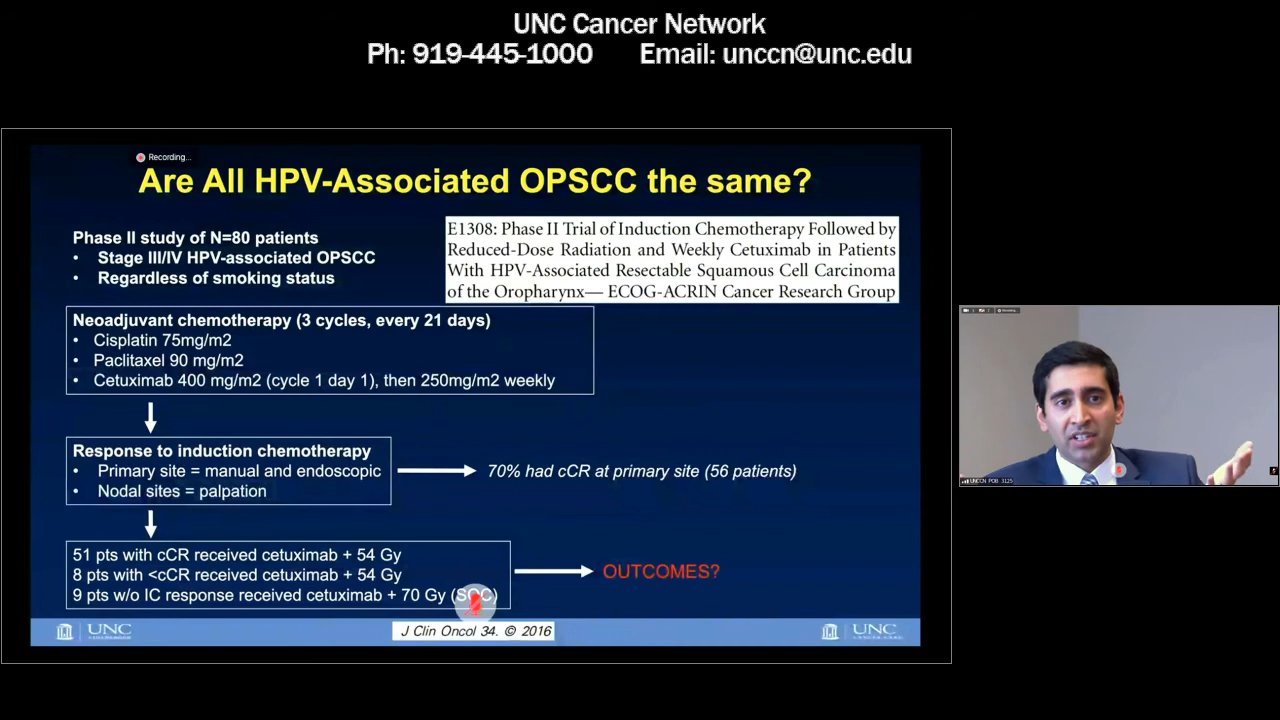 UNC Cancer Network
Ph: 919-445-1000 Email: unccn@unc.edu
Recording...
Are All HPV-Associated OPSCC the same?
Phase II study of N=80 patients
• Stage III/IV HPV-associated OPSCC
• Regardless of smoking status
E1308: Phase II Trial of Induction Chemotherapy Followed by
Reduced-Dose Radiation and Weekly Cetuximab in Patients
With HPV-Associated Resectable Squamous Cell Carcinoma
of the Oropharynx— ECOG-ACRIN Cancer Research Group
Neoadjuvant chemotherapy (3 cycles, every 21 days)
• Cisplatin 75mg/m2
• Paclitaxel 90 mg/m2
• Cetuximab 400 mg/m2 (cycle 1 day 1), then 250mg/m2 weekly
Response to induction chemotherapy
• Primary site = manual and endoscopic
• Nodal sites = palpation
70% had cCR at primary site (56 patients)
51 pts with cCR received cetuximab + 54 Gy
8 pts with <cCR received cetuximab + 54 Gy
9 pts w/o IC response received cetuximab + 70 Gy (SOC)
OUTCOMES?
UNC
J Clin Oncol 34. © 2016
UNC
UNCCN POB 3125